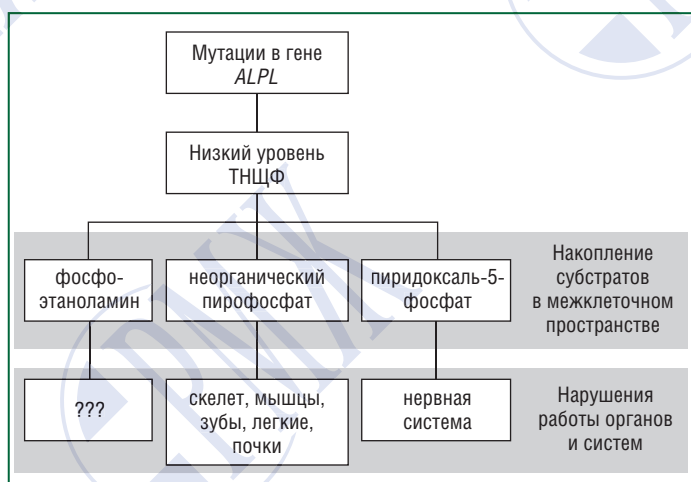 Мутации в гене
ALPL
Низкий уровень
ТНЩФ
фосфо-
этаноламин
неорганический
пирофосфат
пиридоксаль-5-
фосфат
Накопление
субстратов
в межклеточном
пространстве
???
скелет, мышцы,
зубы, легкие,
почки
нервная
система
Нарушения
работы органов
и систем
РМЖ